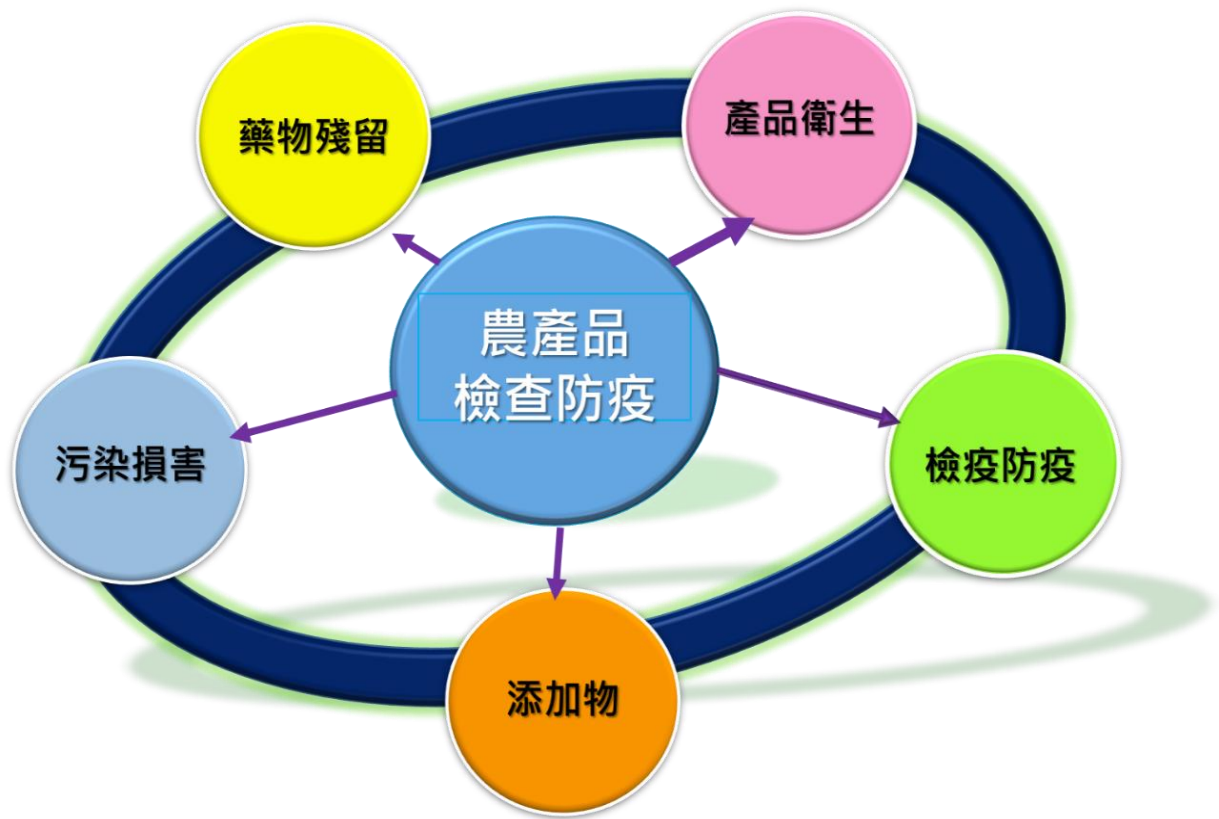 藥物殘留
產品衛生
農產品
檢查防疫
污染損害
檢疫防疫
添加物